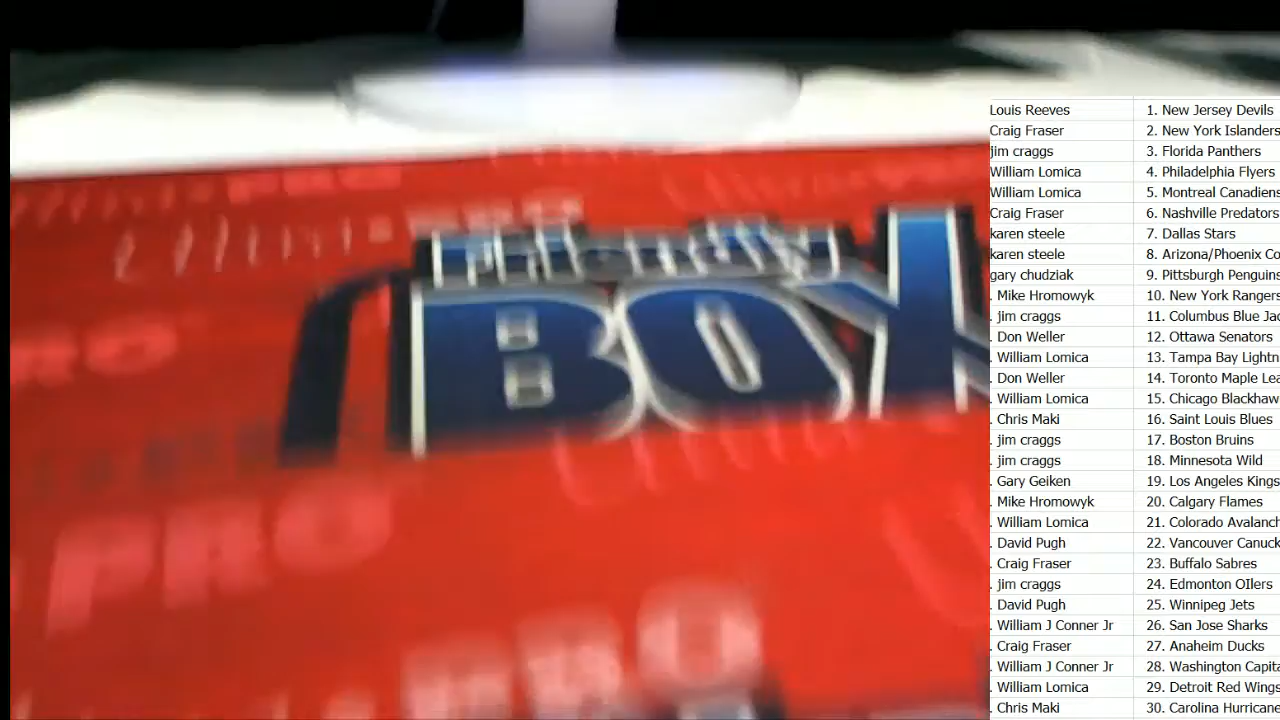 BOX
PRO
PRO
Louis Reeves 1. New Jersey Devils
Craig Fraser 2. New York Islanders
jim craggs 3. Florida Panthers
William Lomica 4. Philadelphia Flyers
William Lomica 5. Montreal Canadiens
Craig Fraser 6. Nashville Predators
karen steele 7. Dallas Stars
karen steele 8. Arizona/Phoenix Co
gary chudziak 9. Pittsburgh Penguins
. Mike Hromowyk 10. New York Rangers
. jim craggs 11. Columbus Blue Jac
. Don Weller 12. Ottawa Senators
. William Lomica 13. Tampa Bay Lightn
. Don Weller 14. Toronto Maple Lea
. William Lomica 15. Chicago Blackhaw
. Chris Maki 16. Saint Louis Blues
. jim craggs 17. Boston Bruins
. jim craggs 18. Minnesota Wild
. Gary Geiken 19. Los Angeles Kings
. Mike Hromowyk 20. Calgary Flames
. William Lomica 21. Colorado Avalanch
. David Pugh 22. Vancouver Canuck
. Craig Fraser 23. Buffalo Sabres
. jim craggs 24. Edmonton OIlers
. David Pugh 25. Winnipeg Jets
. William J Conner Jr 26. San Jose Sharks
. Craig Fraser 27. Anaheim Ducks
. William J Conner Jr 28. Washington Capita
. William Lomica 29. Detroit Red Wings
. Chris Maki 30. Carolina Hurricane